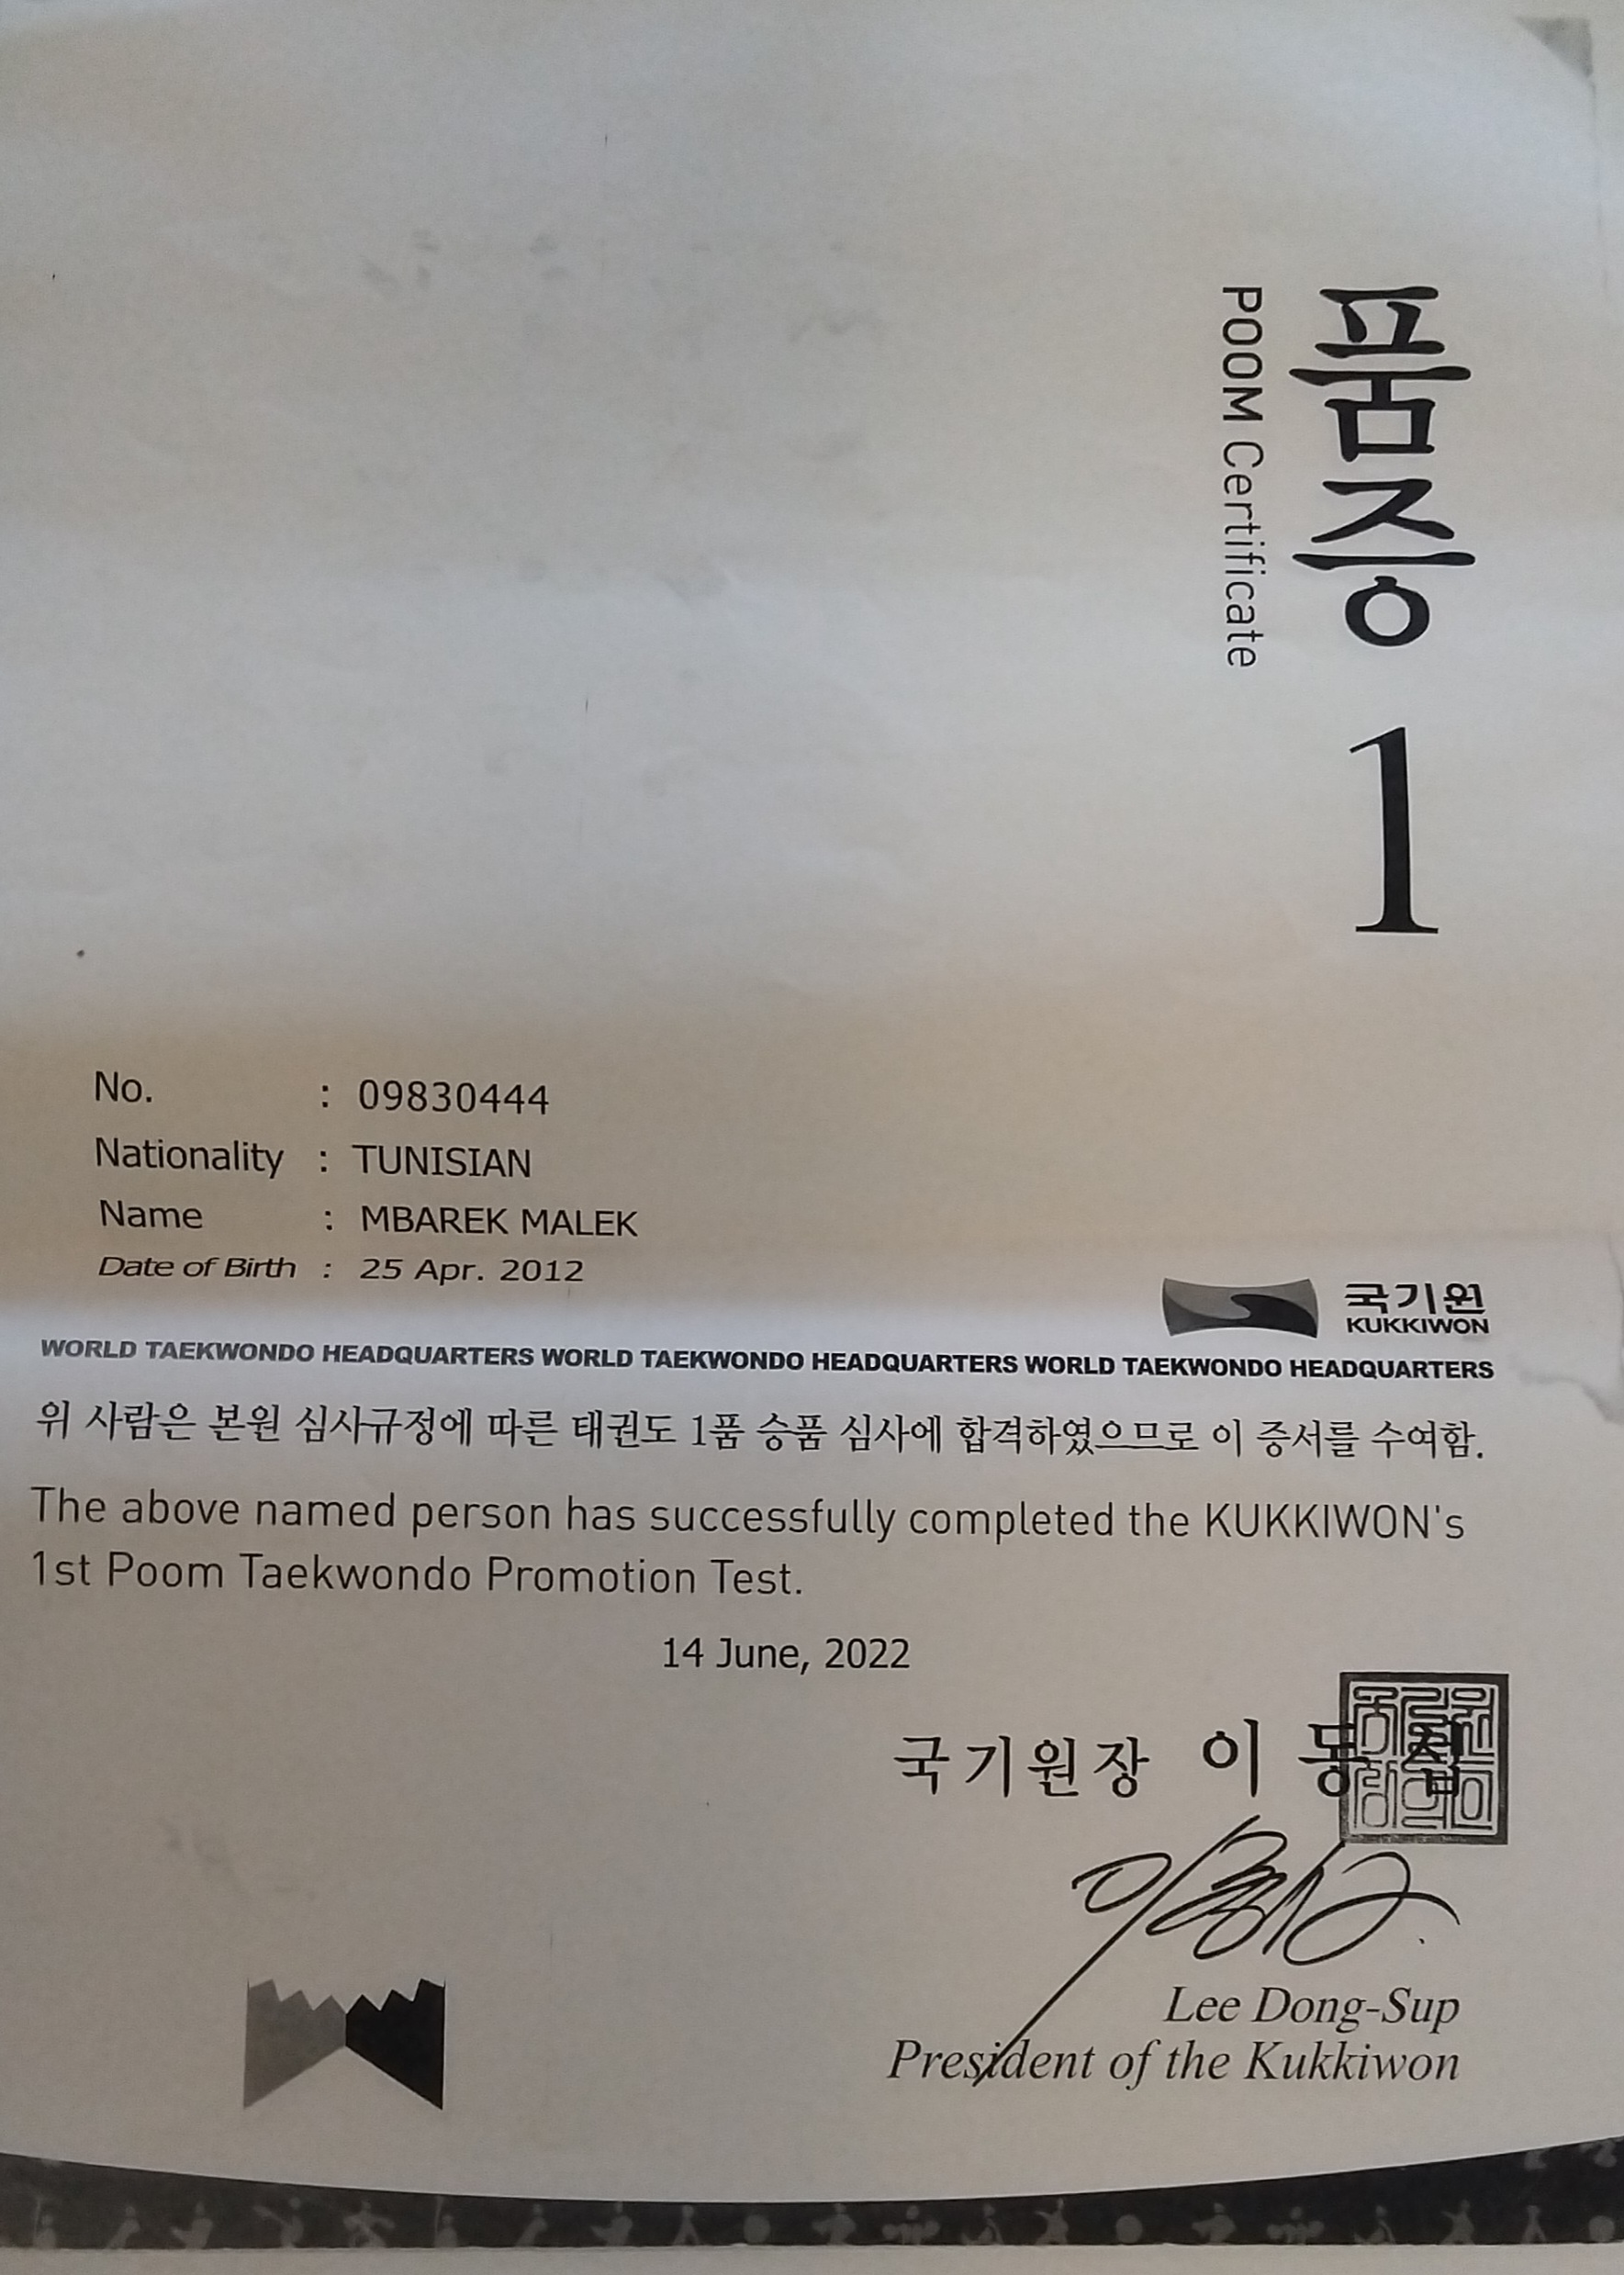 품증
POOM Certificate
1
No. : 09830444
Nationality : TUNISIAN
Name : MBAREK MALEK
Date of Birth : 25 Apr. 2012
국기원
KUKKIWON
WORLD TAEKWONDO HEADQUARTERS WORLD TAEKWONDO HEADQUARTERS WORLD TAEKWONDO HEADQUARTERS
위 사람은 본원 심사규정에 따른 태권도 1품 승품 심사에 합격하였으므로 이 증서를 수여함.
The above named person has successfully completed the KUKKIWON's
1st Poom Taekwondo Promotion Test.
14 June, 2022
국기원장 이 동 섭
Lee Dong-Sup
President of the Kukkiwon